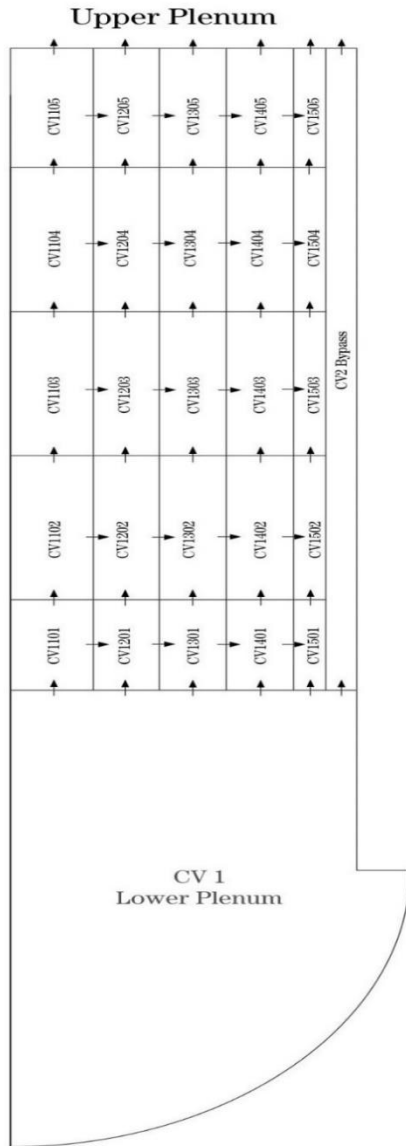 Upper Plenum
CV1105
CV1205
CV1305
CV1405
CV1505
CV1104
CV1204
CV1304
CV1404
CV1504
CV1103
CV1203
CV1303
CV1403
CV1503
CV2 Bypass
CV1102
CV1202
CV1302
CV1402
CV1502
CV1101
CV1201
CV1301
CV1401
CV1501
CV 1
Lower Plenum